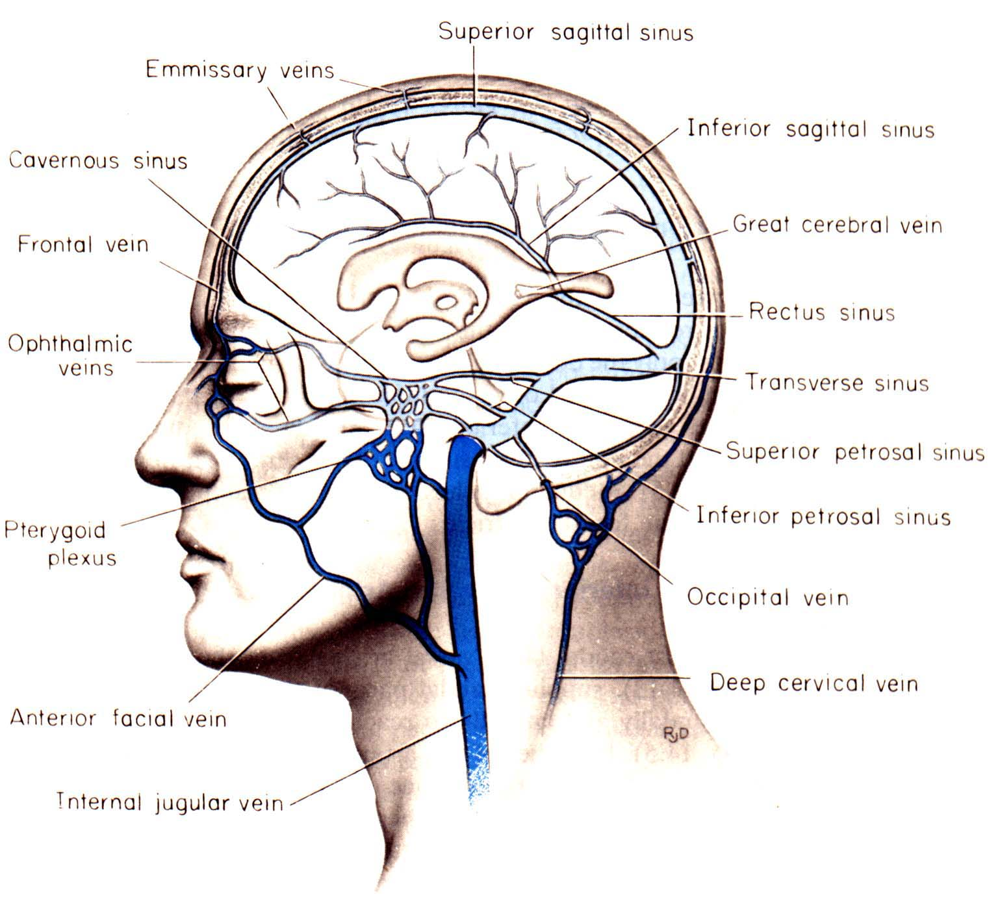 Superior sagittal sinus
Emmissary veins
Inferior sagittal sinus
Cavernous sinus
Great cerebral vein
Frontal vein
Rectus sinus
Ophthalmic
veins
Transverse sinus
Superior petrosal sinus
Inferior petrosal sinus
Pterygoid
plexus
Occipital vein
Deep cervical vein
Anterior facial vein
RJD
Internal jugular vein